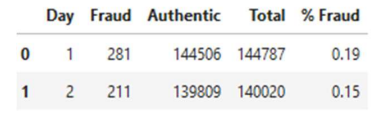 Day Fraud Authentic Total % Fraud
0 1 281 144506 144787 0.19
1 2 211 139809 140020 0.15